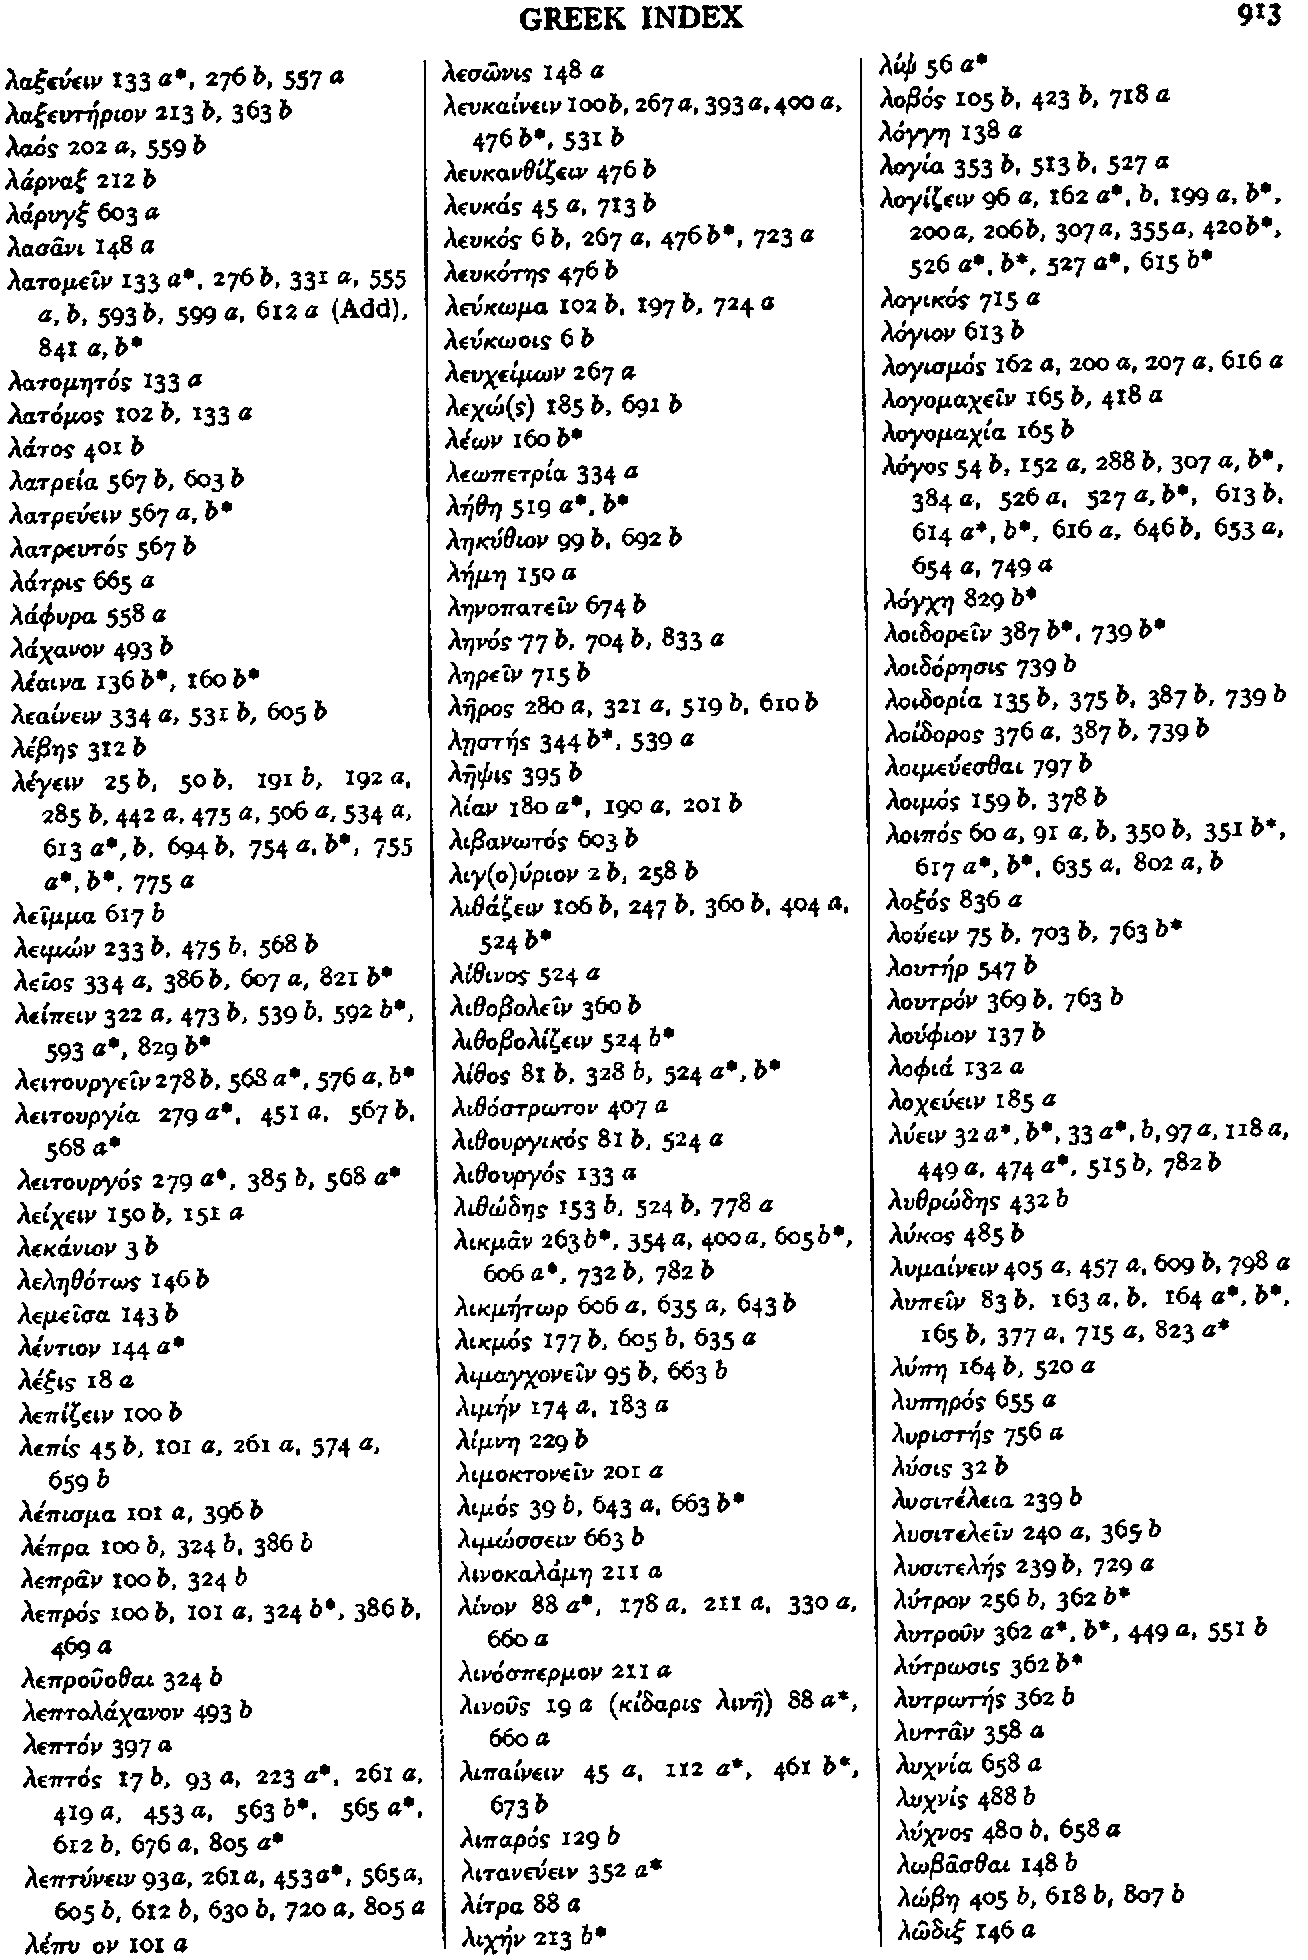 GREEK INDEX 913
λαξεύειν 133 a*, 276 b, 557 a
λαξευτήριον 213 b, 363 b
λαός 202 a, 559 b
λάρναξ 212 b
λάρυγξ 603 a
λασᾶνι 148 a
λατομεῖν 133 a*, 276 b, 331 a, 555
a, b, 593 b, 599 a, 612 a (Add),
841 a, b*
λατομητός 133 a
λατόμος 102 b, 133 a
λάτος 401 b
λατρεία 567 b, 603 b
λατρεύειν 567 a, b*
λατρευτός 567 b
λάτρις 665 a
λάφυρα 558 a
λάχανον 493 b
λέαινα 136 b*, 160 b*
λεαίνειν 334 a, 531 b, 605 b
λέβης 312 b
λέγειν 25 b, 50 b, 191 b, 192 a,
285 b, 442 a, 475 a, 506 a, 534 a,
613 a*, b, 694 b, 754 a, b*, 755
a*, b*, 775 a
λεῖμμα 617 b
λειμών 233 b, 475 b, 568 b
λεῖος 334 a, 386 b, 607 a, 821 b*
λείπειν 322 a, 473 b, 539 b, 592 b*,
593 a*, 829 b*
λειτουργεῖν 278 b, 568 a*, 576 a, b*
λειτουργία 279 a*, 451 a, 567 b,
568 a*
λειτουργός 279 a*, 385 b, 568 a*
λείχειν 150 b, 151 a
λεκάνιον 3 b
λεληθότως 146 b
λεμεῖσα 143 b
λέντιον 144 a*
λέξις 18 a
λεπίζειν 100 b
λεπίς 45 b, 101 a, 261 a, 574 a,
659 b
λέπισμα 101 a, 396 b
λέπρα 100 b, 324 b, 386 b
λεπρᾶν 100 b, 324 b
λεπρός 100 b, 101 a, 324 b*, 386 b,
469 a
λεπροῦσθαι 324 b
λεπτολάχανον 493 b
λεπτόν 397 a
λεπτός 17 b, 93 a, 223 a*, 261 a,
419 a, 453 a, 563 b*, 565 a*,
612 b, 676 a, 805 a*
λεπτύνειν 93 a, 261 a, 453 a*, 565 a,
605 b, 612 b, 630 b, 720 a, 805 a
λέπυ ον 101 a
λεσῶνις 148 a
λευκαίνειν 100 b, 267 a, 393 a, 400 a,
476 b*, 531 b
λευκανθίζειν 476 b
λευκάς 45 a, 713 b
λευκός 6 b, 267 a, 476 b*, 723 a
λευκότης 476 b
λεύκωμα 102 b, 197 b, 724 a
λεύκωσις 6 b
λευχείμων 267 a
λεχώ(ς) 185 b, 691 b
λέων 160 b*
λεωπετρία 334 a
λήθη 519 a*, b*
ληκύθιον 99 b, 692 b
λήμη 150 a
ληνοπατεῖν 674 b
ληνός 77 b, 704 b, 833 a
ληρεῖν 715 b
λῆρος 280 a, 321 a, 519 b, 610 b
λῃστής 344 b*, 539 a
λῆψις 395 b
λίαν 180 a*, 190 a, 201 b
λιβανωτός 603 b
λιγ(ο)ύριον 2 b, 258 b
λιθάζειν 106 b, 247 b, 360 b, 404 a,
524 b*
λίθινος 524 a
λιθοβολεῖν 360 b
λιθοβολίζειν 524 b*
λίθος 81 b, 328 b, 524 a*, b*
λιθόστρωτον 407 a
λιθουργικός 81 b, 524 a
λιθουργός 133 a
λιθώδης 153 b, 524 b, 778 a
λικμᾶν 263 b*, 354 a, 400 a, 605 b*,
606 a*, 732 b, 782 b
λικμήτωρ 606 a, 635 a, 643 b
λικμός 177 b, 605 b, 635 a
λιμαγχονεῖν 95 b, 663 b
λιμήν 174 a, 183 a
λίμνη 229 b
λιμοκτονεῖν 201 a
λιμός 39 b, 643 a, 663 b*
λιμώσσειν 663 b
λινοκαλάμη 211 a
λίνον 88 a*, 178 a, 211 a, 330 a,
660 a
λινόσπερμον 211 a
λινοῦς 19 a (κίδαρις λινῆ) 88 a*,
660 a
λιπαίνειν 45 a, 112 a*, 461 b*,
673 b
λιπαρός 129 b
λιτανεύειν 352 a*
λίτρα 88 a
λιχήν 213 b*
λίψ 56 a*
λοβός 105 b, 423 b, 718 a
λόγγη 138 a
λογία 353 b, 513 b, 527 a
λογίζειν 96 a, 162 a*, b, 199 a, b*,
200 a, 206 b, 307 a, 355 a, 420 b*,
526 a*, b*, 527 a*, 615 b*
λογικός 715 a
λόγιον 613 b
λογισμός 162 a, 200 a, 207 a, 616 a
λογομαχεῖν 165 b, 418 a
λογομαχία 165 b
λόγος 54 b, 152 a, 288 b, 307 a, b*,
384 a, 526 a, 527 a, b*, 613 b,
614 a*, b*, 616 a, 646 b, 653 a,
654 a, 749 a
λόγχη 829 b*
λοιδορεῖν 387 b*, 739 b*
λοιδόρησις 739 b
λοιδορία 135 b, 375 b, 387 b, 739 b
λοίδορος 376 a, 387 b, 739 b
λοιμεύεσθαι 797 b
λοιμός 159 b, 378 b
λοιπός 60 a, 91 a, b, 350 b, 351 b*,
617 a*, b*, 635 a, 802 a, b
λοξός 836 a
λούειν 75 b, 703 b, 763 b*
λουτήρ 547 b
λουτρόν 369 b, 763 b
λούφιον 137 b
λοφιά 132 a
λοχεύειν 185 a
λύειν 32 a*, b*, 33 a*, b, 97 a, 118 a,
449 a, 474 a*, 515 b, 782 b
λυθρώδης 432 b
λύκος 485 b
λυμαίνειν 405 a, 457 a, 609 b, 798 a
λυπεῖν 83 b, 163 a, b, 164 a*, b*,
165 b, 377 a, 715 a, 823 a*
λύπη 164 b, 520 a
λυπηρός 655 a
λυριστής 756 a
λύσις 32 b
λυσιτέλεια 239 b
λυσιτελεῖν 240 a, 365 b
λυσιτελής 239 b, 729 a
λύτρον 256 b, 362 b*
λυτροῦν 362 a*, b*, 449 a, 551 b
λύτρωσις 362 b*
λυτρωτής 362 b
λυττᾶν 358 a
λυχνία 658 a
λυχνίς 488 b
λύχνος 480 b, 658 a
λωβᾶσθαι 148 b
λώβη 405 b, 618 b, 807 b
λῶδιξ 146 a